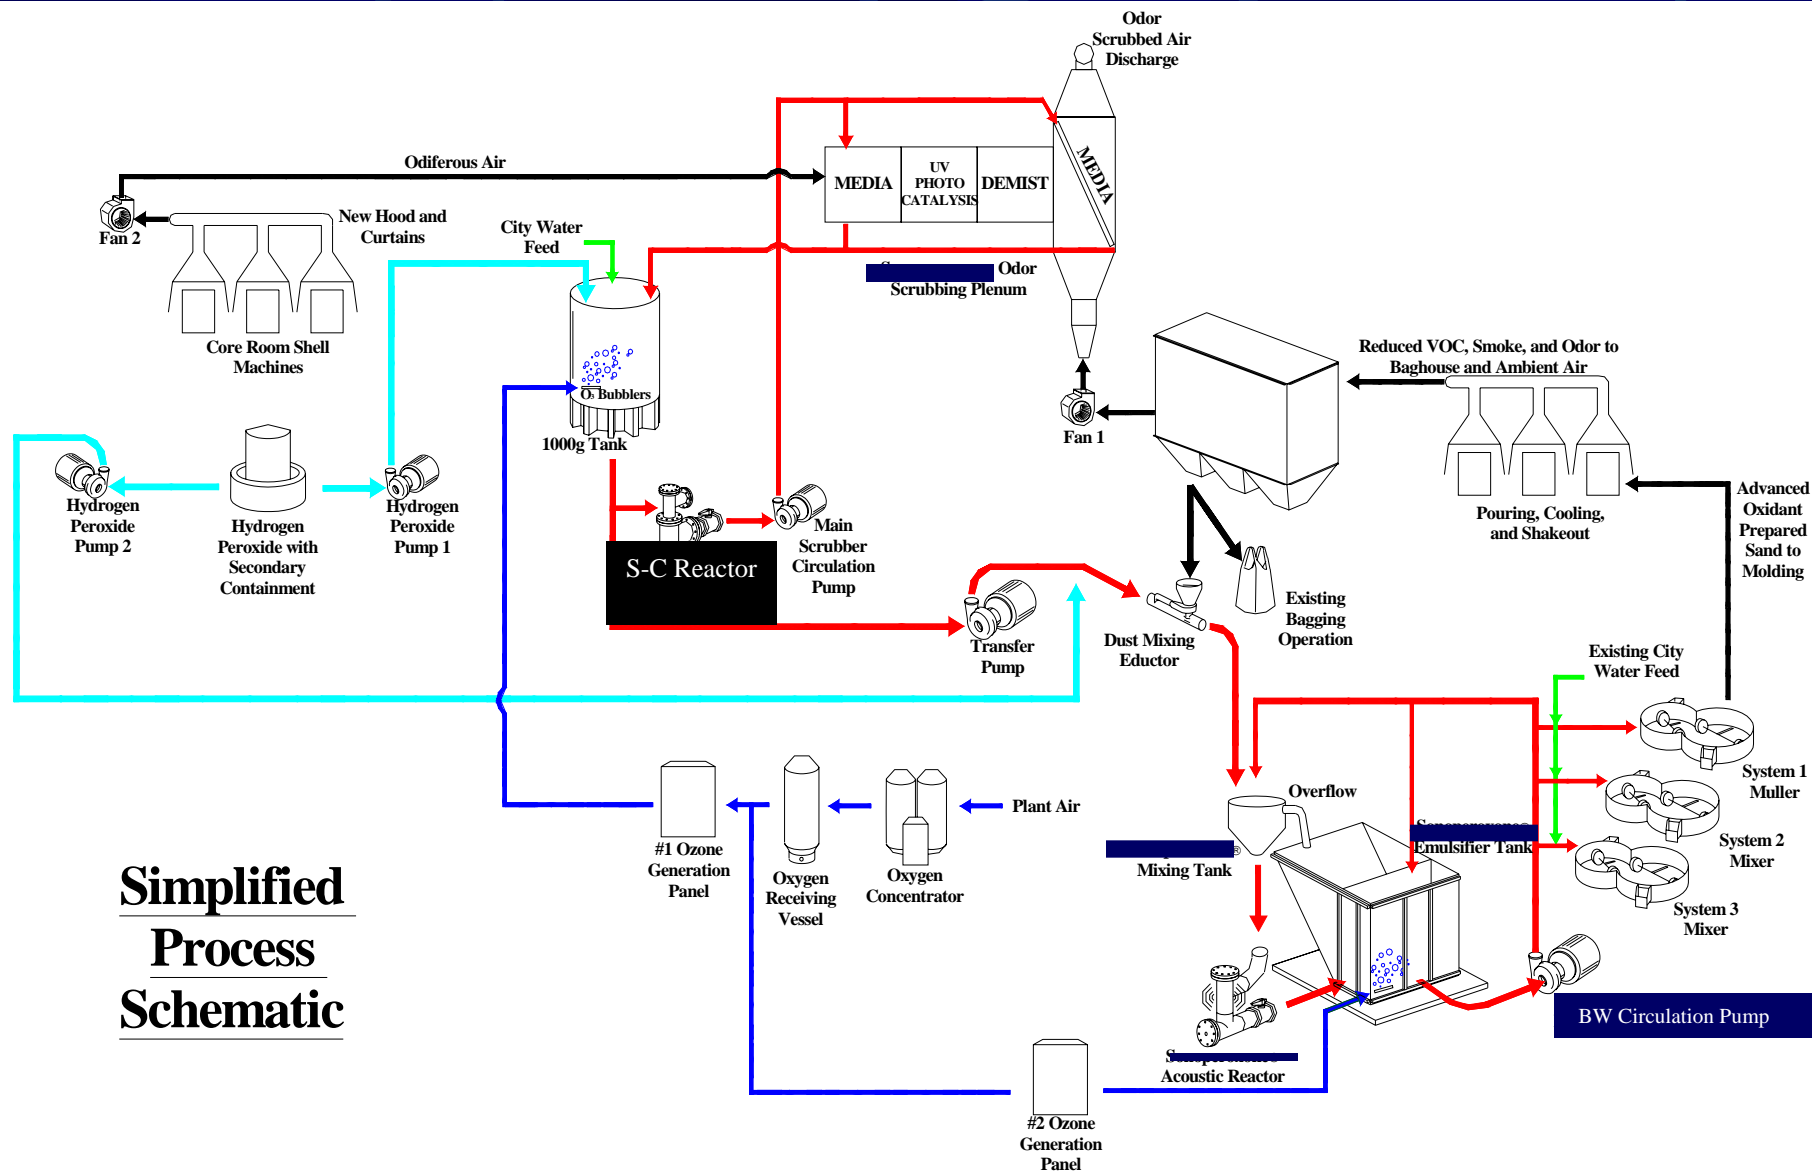 Odor
Scrubbed Air
Discharge
Odiferous Air
MEDIA
UV
PHOTO
CATALYSIS
DEMIST
MEDIA
New Hood and
Curtains
Fan 2
City Water
Feed
Odor
Scrubbing Plenum
Core Room Shell
Machines
O₃ Bubblers
1000g Tank
Fan 1
Reduced VOC, Smoke, and Odor to
Baghouse and Ambient Air
Hydrogen
Peroxide
Pump 2
Hydrogen
Peroxide with
Secondary
Containment
Hydrogen
Peroxide
Pump 1
Main
Scrubber
Circulation
Pump
S-C Reactor
Pouring, Cooling,
and Shakeout
Advanced
Oxidant
Prepared
Sand to
Molding
Existing
Bagging
Operation
Transfer
Pump
Dust Mixing
Eductor
Existing City
Water Feed
System 1
Muller
System 2
Mixer
System 3
Mixer
Overflow
Plant Air
#1 Ozone
Generation
Panel
Oxygen
Receiving
Vessel
Oxygen
Concentrator
®
Mixing Tank
Emulsifier Tank
Simplified
Process
Schematic
BW Circulation Pump
Acoustic Reactor
#2 Ozone
Generation
Panel